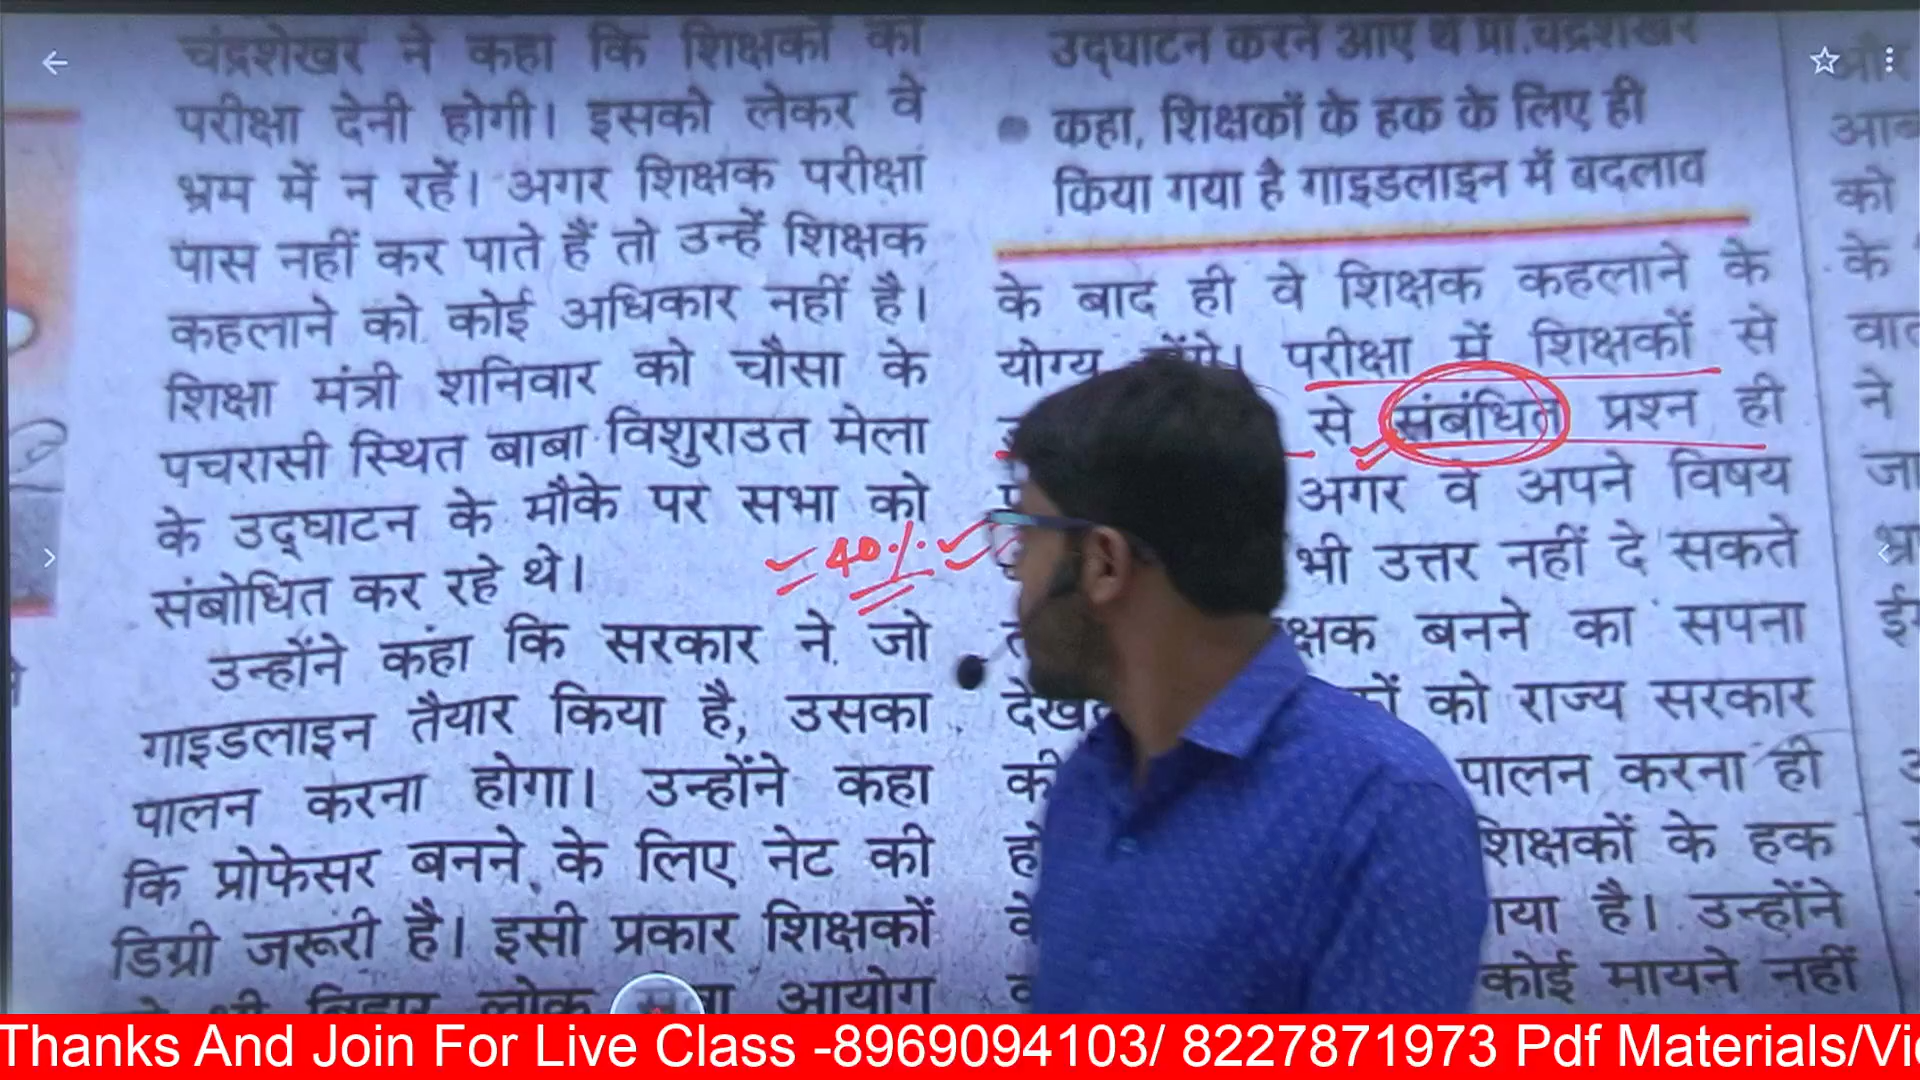 चंद्रशेखर ने कहा कि शिक्षकों को
परीक्षा देनी होगी। इसको लेकर वे
भ्रम में न रहें। अगर शिक्षक परीक्षा
पास नहीं कर पाते हैं तो उन्हें शिक्षक
कहलाने को कोई अधिकार नहीं है।
शिक्षा मंत्री शनिवार को चौसा के
पचरासी स्थित बाबा विशुराउत मेला
के उद्घाटन के मौके पर सभा को
संबोधित कर रहे थे।
उन्होंने कहा कि सरकार ने जो
गाइडलाइन तैयार किया है, उसका
पालन करना होगा। उन्होंने कहा
कि प्रोफेसर बनने के लिए नेट की
डिग्री जरूरी है। इसी प्रकार शिक्षकों
बिहार लोक सेवा आयोग
40%
उद्घाटन करने आए थे प्रो.चंद्रशेखर
कहा, शिक्षकों के हक के लिए ही
किया गया है गाइडलाइन में बदलाव
के बाद ही वे शिक्षक कहलाने के
योग्य होंगे। परीक्षा में शिक्षकों से
से संबंधित प्रश्न ही
अगर वे अपने विषय
भी उत्तर नहीं दे सकते
बनने का सपना
को राज्य सरकार
पालन करना ही
शिक्षकों के हक
है। उन्होंने
कोई मायने नहीं
और
को
के
ने
Thanks And Join For Live Class -8969094103/ 8227871973 Pdf Materials/